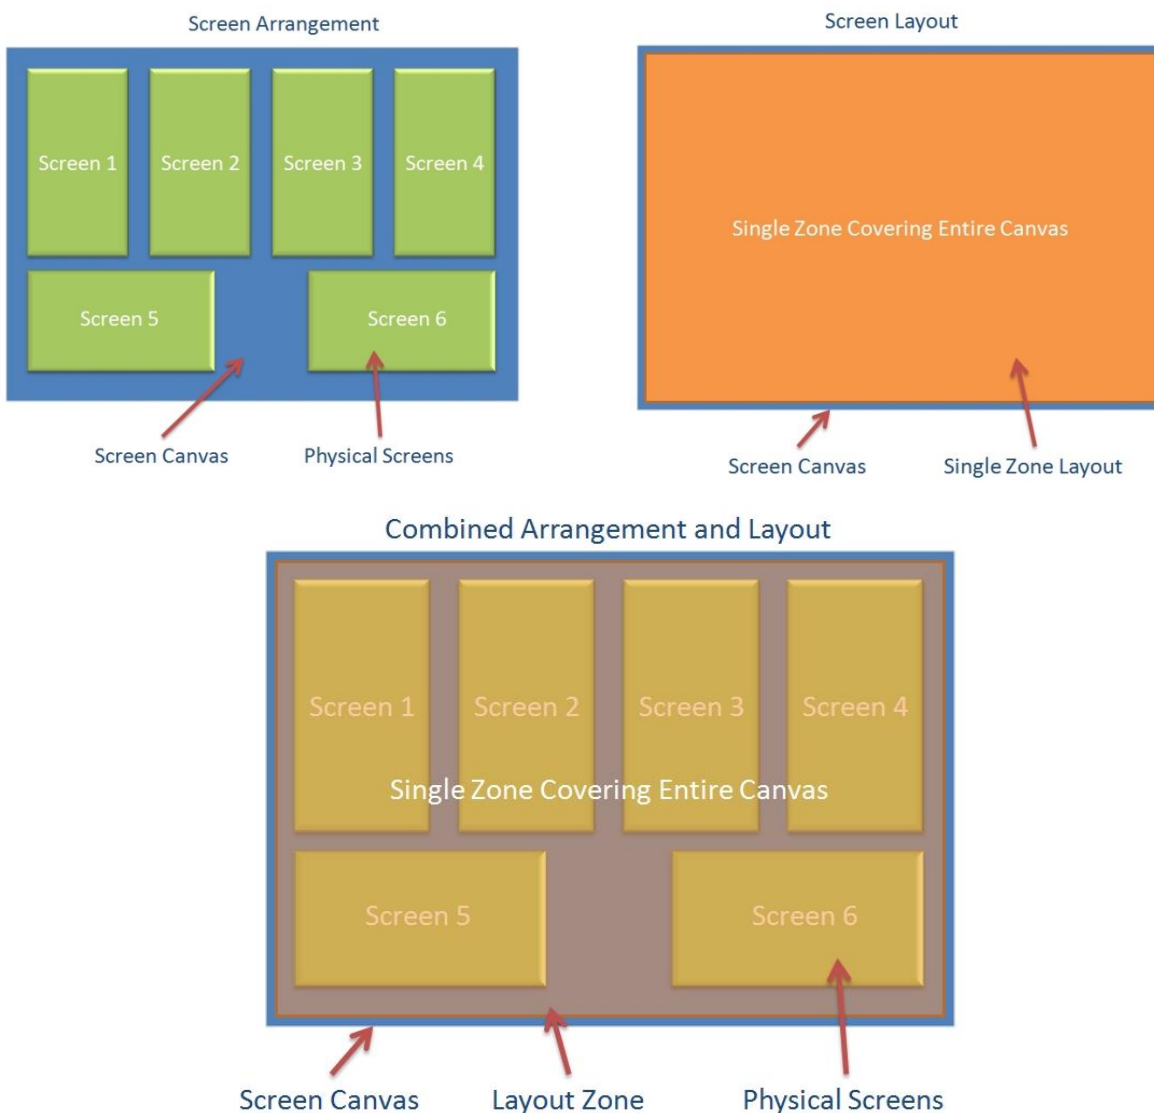 Screen Arrangement
Screen Layout
Screen 1
Screen 2
Screen 3
Screen 4
Single Zone Covering Entire Canvas
Screen 5
Screen 6
Screen Canvas
Physical Screens
Screen Canvas
Single Zone Layout
Combined Arrangement and Layout
Screen 1
Screen 2
Screen 3
Screen 4
Single Zone Covering Entire Canvas
Screen 5
Screen 6
Screen Canvas
Layout Zone
Physical Screens